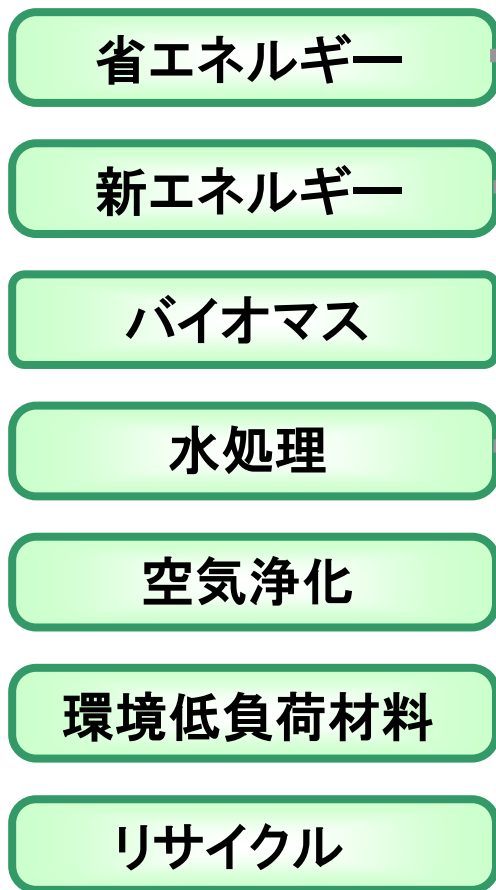 省エネルギー
新エネルギー
バイオマス
水処理
空気浄化
環境低負荷材料
リサイクル